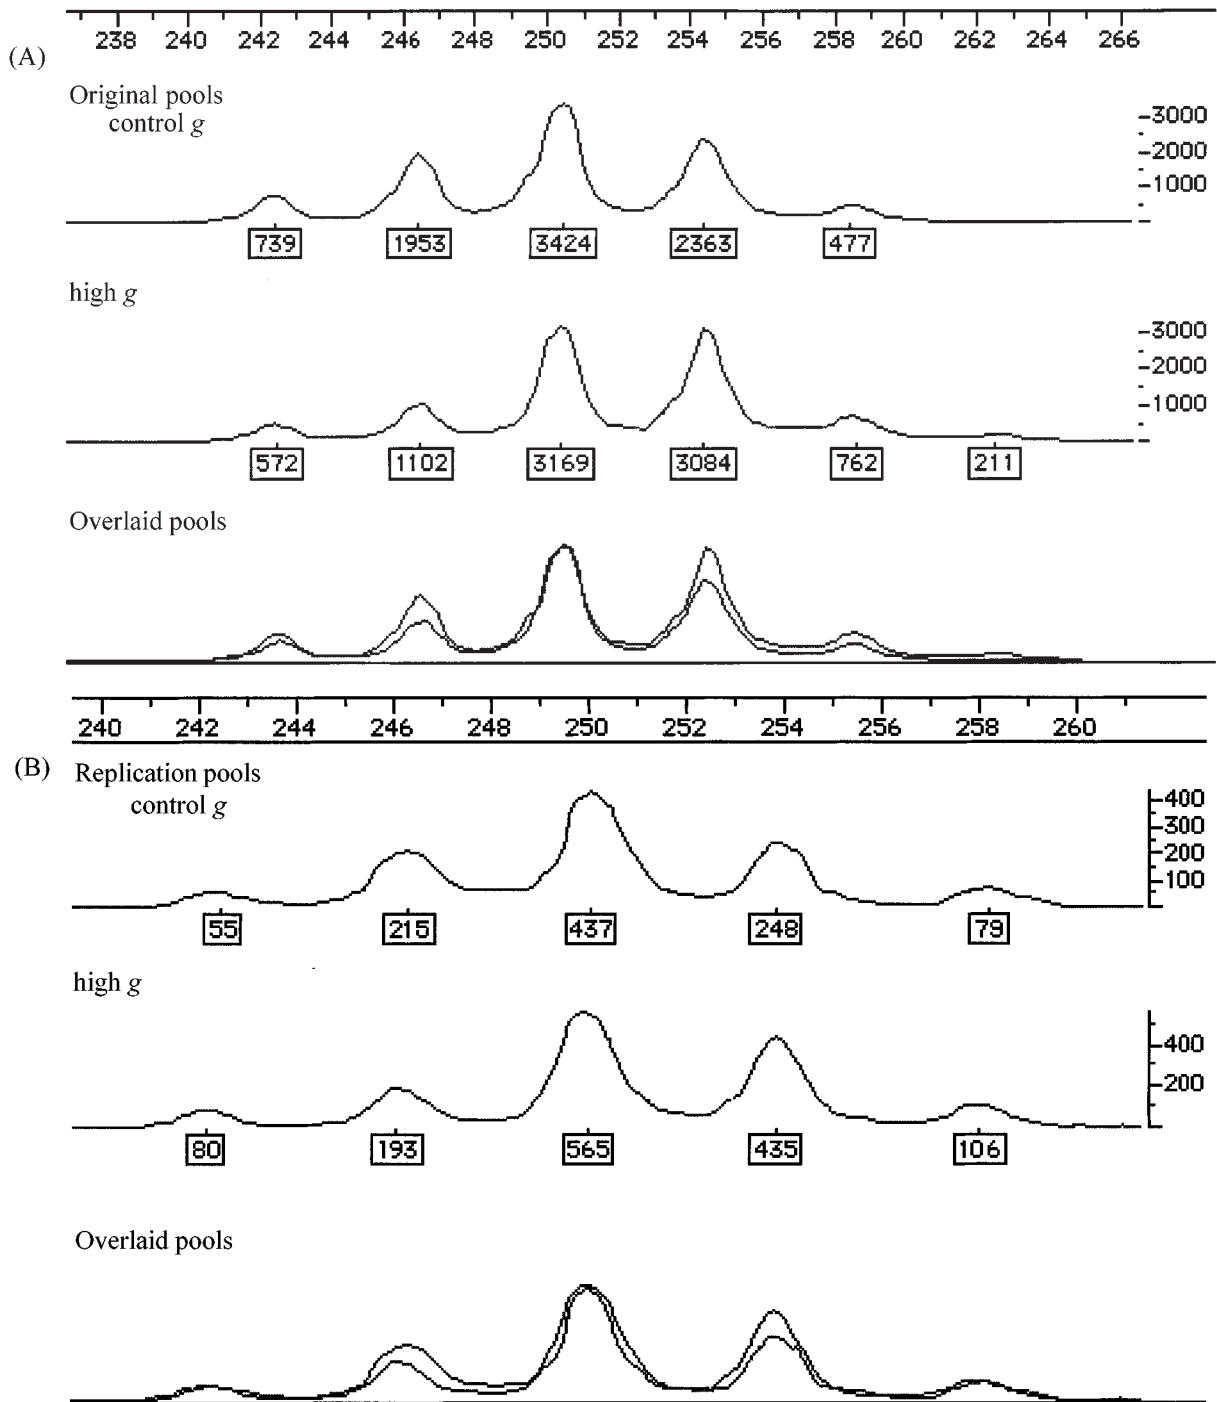 238 240 242 244 246 248 250 252 254 256 258 260 262 264 266
(A)
Original pools
control g
3000
2000
1000
739 1953 3424 2363 477
high g
3000
2000
1000
572 1102 3169 3084 762 211
Overlaid pools
240 242 244 246 248 250 252 254 256 258 260
(B)
Replication pools
control g
400
300
200
100
55 215 437 248 79
high g
400
200
80 193 565 435 106
Overlaid pools